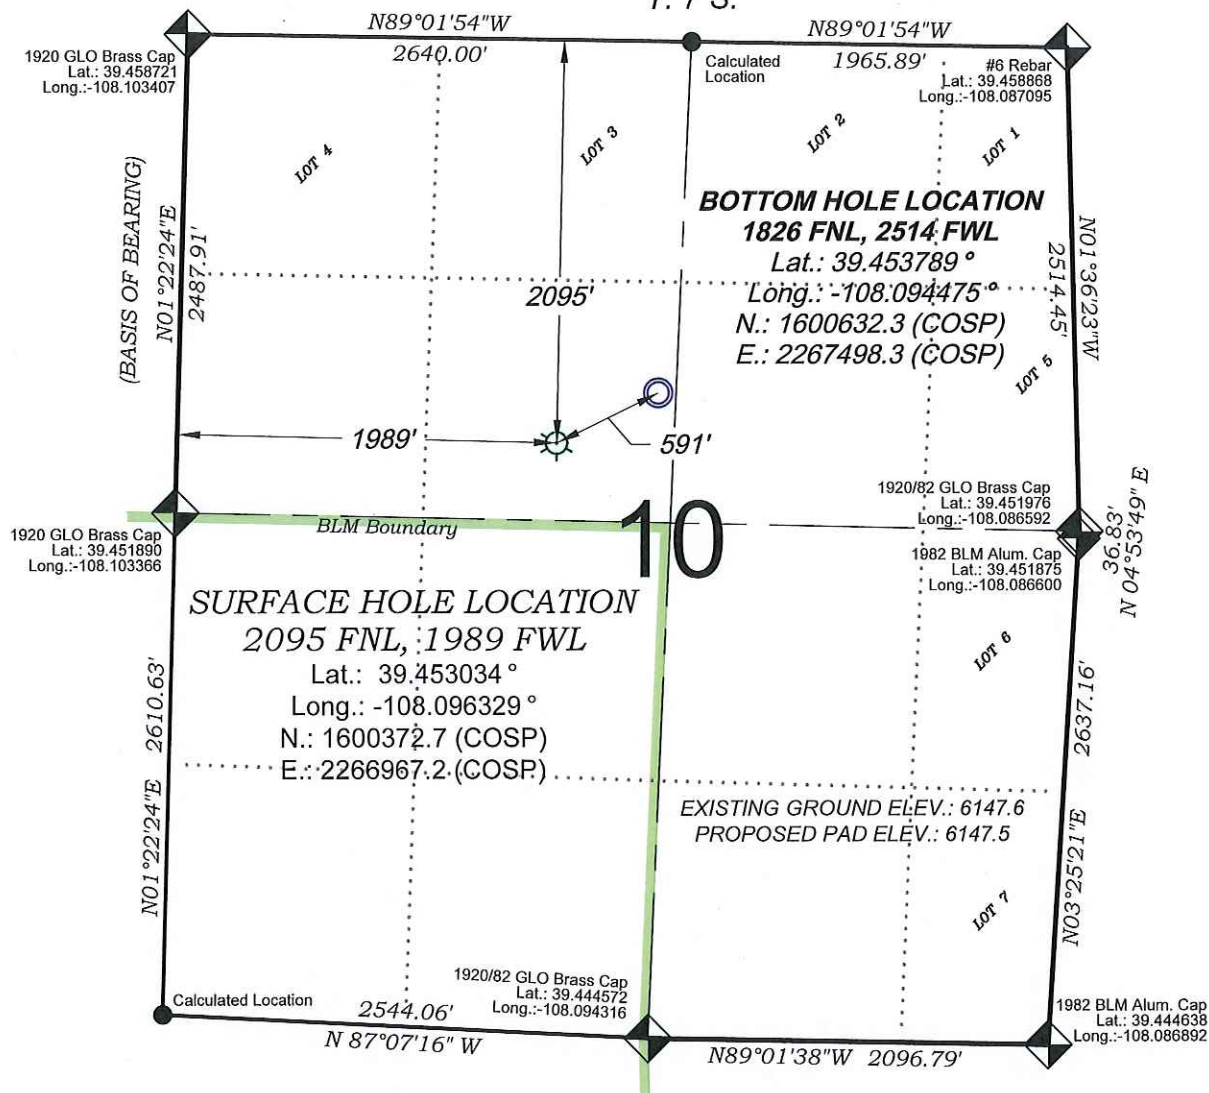 T. 7 S.
N89°01'54"W
2640.00'
N89°01'54"W
1965.89'
1920 GLO Brass Cap
Lat.: 39.458721
Long.:-108.103407
Calculated
Location
#6 Rebar
Lat.: 39.458868
Long.:-108.087095
LOT 4
LOT 3
LOT 2
LOT 1
(BASIS OF BEARING)
N01°22'24"E
2487.91'
BOTTOM HOLE LOCATION
1826 FNL, 2514 FWL
Lat.: 39.453789°
Long.: -108.094475°
N.: 1600632.3 (COSP)
E.: 2267498.3 (COSP)
N01°36'23"W
2514.45'
2095'
LOT 5
1989'
591'
1920/82 GLO Brass Cap
Lat.: 39.451976
Long.:-108.086592
36.83'
N 04°53'49" E
1920 GLO Brass Cap
Lat.: 39.451890
Long.:-108.103366
BLM Boundary
10
1982 BLM Alum. Cap
Lat.: 39.451875
Long.:-108.086600
SURFACE HOLE LOCATION
2095 FNL, 1989 FWL
Lat.: 39.453034°
Long.: -108.096329°
N.: 1600372.7 (COSP)
E.: 2266967.2 (COSP)
LOT 6
N01°22'24"E 2610.63'
N03°25'21"E 2637.16'
EXISTING GROUND ELEV.: 6147.6
PROPOSED PAD ELEV.: 6147.5
LOT 7
Calculated Location
1920/82 GLO Brass Cap
Lat.: 39.444572
Long.:-108.094316
2544.06'
N 87°07'16" W
N89°01'38"W 2096.79'
1982 BLM Alum. Cap
Lat.: 39.444638
Long.:-108.086892